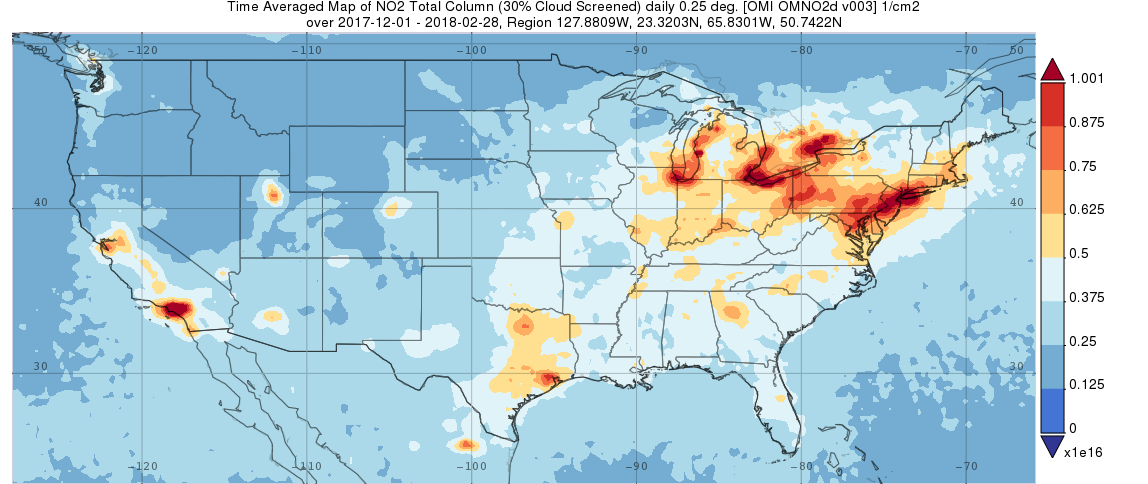 Time Averaged Map of NO2 Total Column (30% Cloud Screened) daily 0.25 deg. [OMI OMNO2d v003] 1/cm2
over 2017-12-01 - 2018-02-28, Region 127.8809W, 23.3203N, 65.8301W, 50.7422N
50 -120 -110 -100 -90 -80 -70 50
1.001
0.875
0.75
0.625
40 40
0.5
0.375
0.25
30 30
0.125
0
x1e16
-120 -110 -100 -90 -80 -70